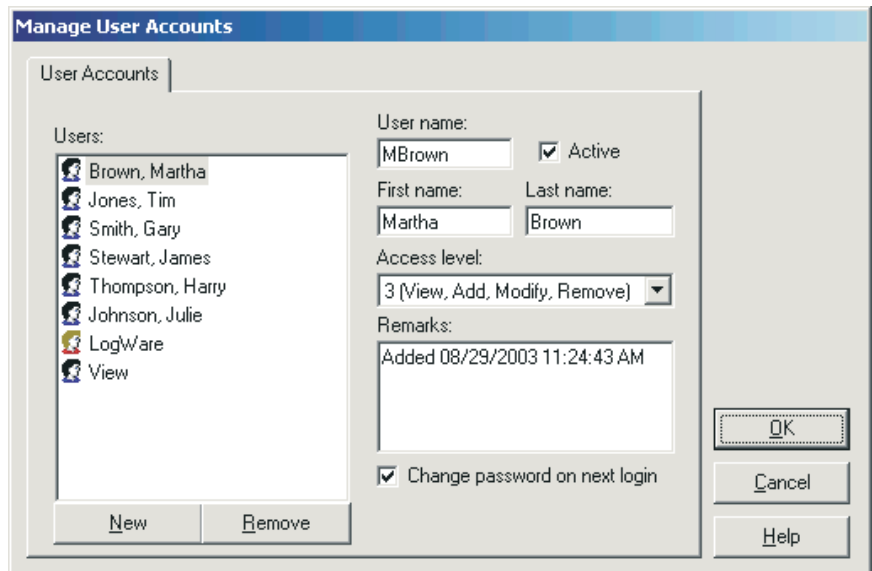 Manage User Accounts
User Accounts
Users:
Brown, Martha
Jones, Tim
Smith, Gary
Stewart, James
Thompson, Harry
Johnson, Julie
LogWare
View
New
Remove
User name:
MBrown
Active
First name:
Last name:
Martha
Brown
Access level:
3 (View, Add, Modify, Remove)
Remarks:
Added 08/29/2003 11:24:43 AM
Change password on next login
OK
Cancel
Help